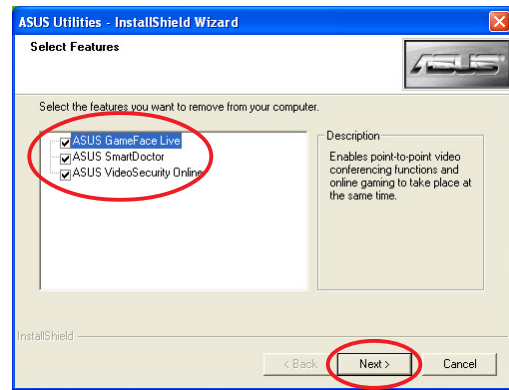 ASUS Utilities - InstallShield Wizard
Select Features
ASUS
Select the features you want to remove from your computer.
ASUS GameFace Live
ASUS SmartDoctor
ASUS VideoSecurity Online
Description
Enables point-to-point video
conferencing functions and
online gaming to take place at
the same time.
InstallShield
< Back
Next >
Cancel